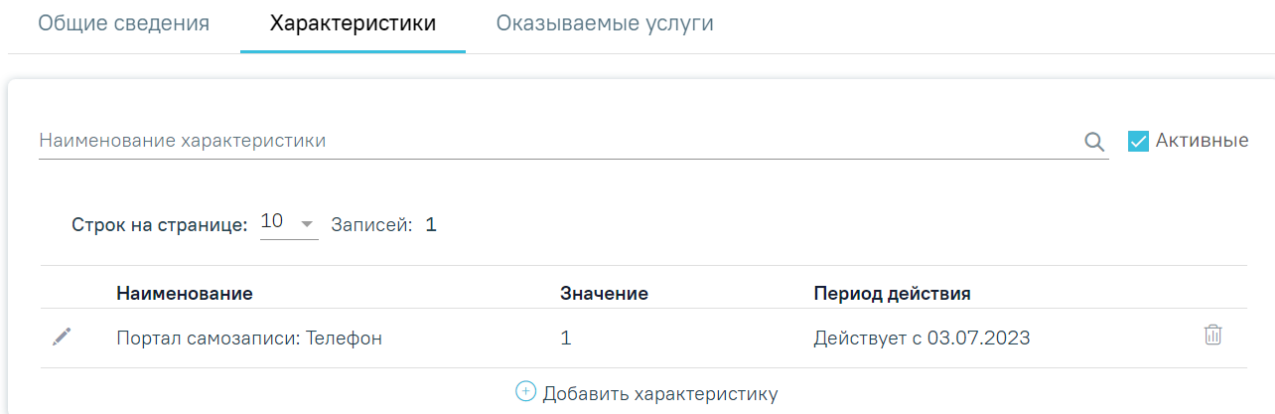 Общие сведения Характеристики Оказываемые услуги
Наименование характеристики Активные
Строк на странице: 10 Записей: 1
Наименование Значение Период действия
Портал самозаписи: Телефон 1 Действует с 03.07.2023
Добавить характеристику